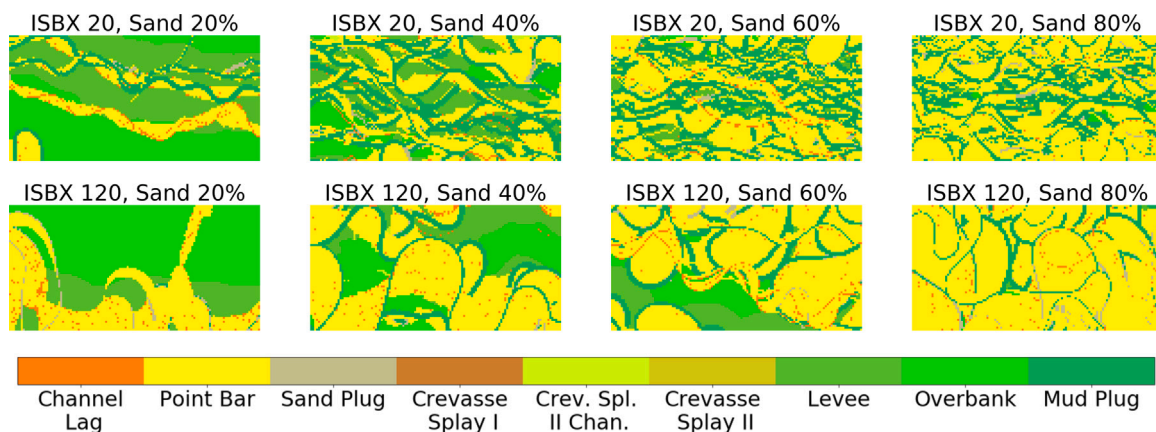 ISBX 20, Sand 20%
ISBX 20, Sand 40%
ISBX 20, Sand 60%
ISBX 20, Sand 80%
ISBX 120, Sand 20%
ISBX 120, Sand 40%
ISBX 120, Sand 60%
ISBX 120, Sand 80%
Channel
Lag
Point Bar
Sand Plug
Crevasse
Splay I
Crev. Spl.
II Chan.
Crevasse
Splay II
Levee
Overbank
Mud Plug